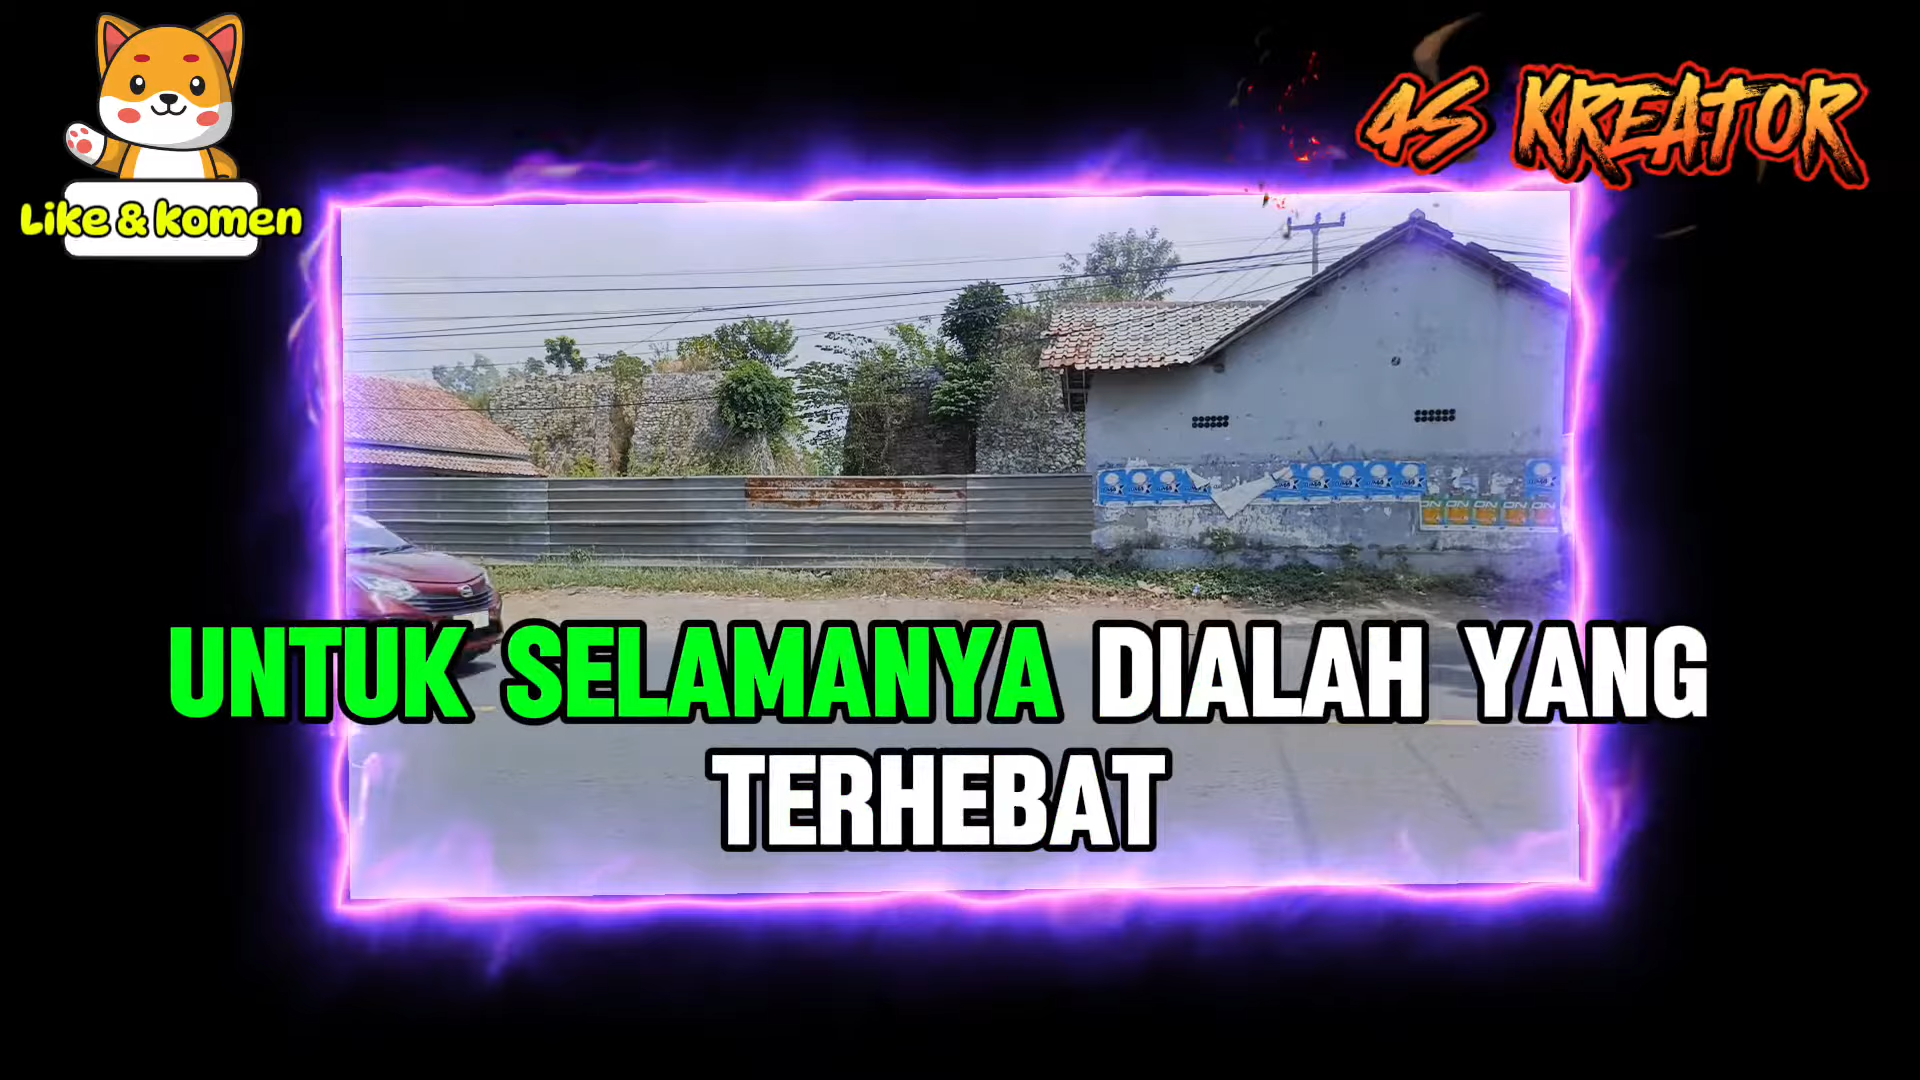 4S KREATOR
Like & komen
UNTUK SELAMANYA DIALAH YANG
TERHEBAT